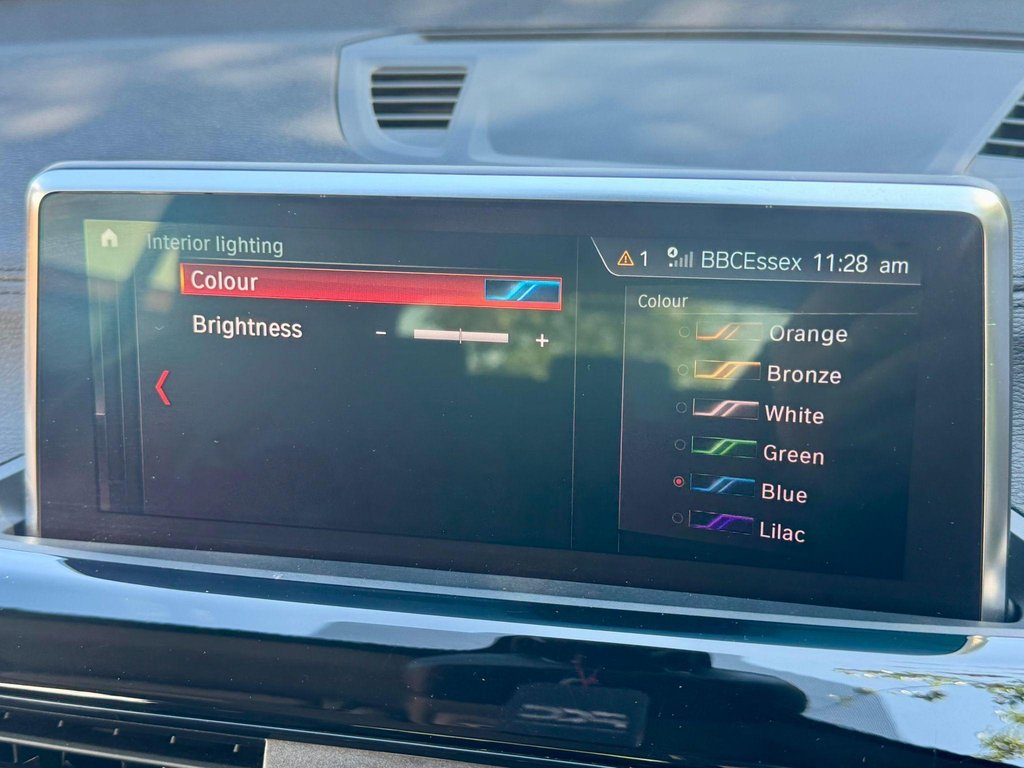 Interior lighting
1 BBCEssex 11:28 am
Colour
Brightness - +
Colour
Orange
Bronze
White
Green
Blue
Lilac